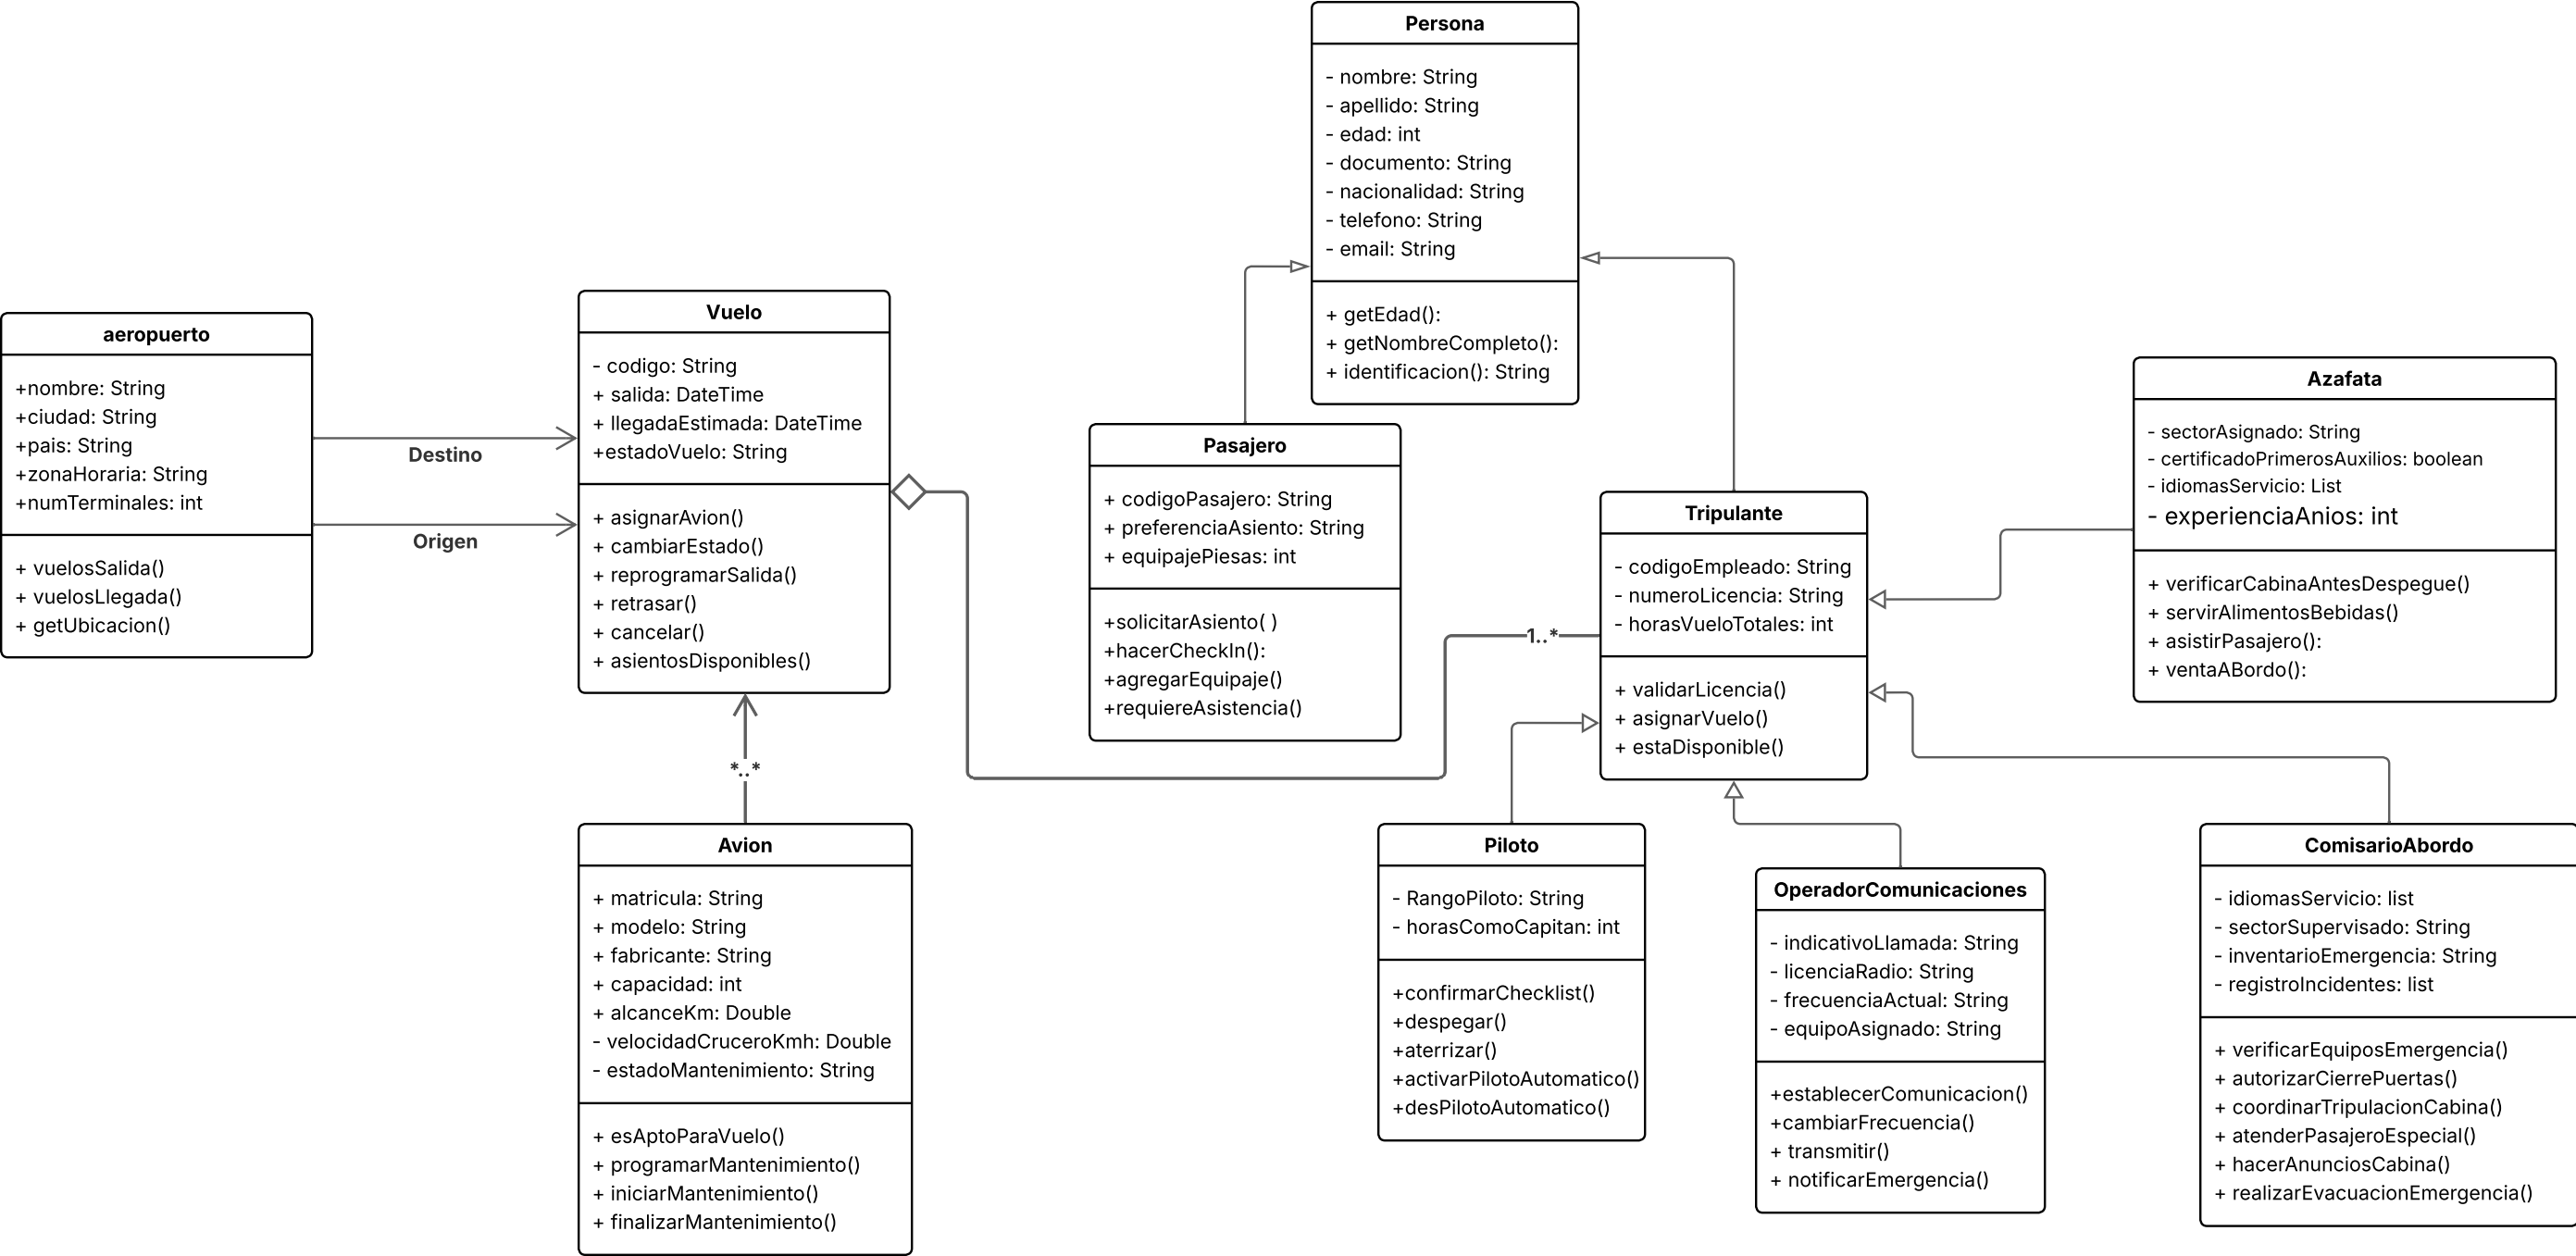 Persona
- nombre: String
- apellido: String
- edad: int
- documento: String
- nacionalidad: String
- telefono: String
- email: String
+ getEdad():
+ getNombreCompleto():
+ identificacion(): String
aeropuerto
+nombre: String
+ciudad: String
+pais: String
+zonaHoraria: String
+numTerminales: int
+ vuelosSalida()
+ vuelosLlegada()
+ getUbicacion()
Destino
Origen
Vuelo
- codigo: String
+ salida: DateTime
+ llegadaEstimada: DateTime
+estadoVuelo: String
+ asignarAvion()
+ cambiarEstado()
+ reprogramarSalida()
+ retrasar()
+ cancelar()
+ asientosDisponibles()
Pasajero
+ codigoPasajero: String
+ preferenciaAsiento: String
+ equipajePiesas: int
+solicitarAsiento( )
+hacerCheckIn():
+agregarEquipaje()
+requiereAsistencia()
1..*
Tripulante
- codigoEmpleado: String
- numeroLicencia: String
- horasVueloTotales: int
+ validarLicencia()
+ asignarVuelo()
+ estaDisponible()
Azafata
- sectorAsignado: String
- certificadoPrimerosAuxilios: boolean
- idiomasServicio: List
- experienciaAnios: int
+ verificarCabinaAntesDespegue()
+ servirAlimentosBebidas()
+ asistirPasajero():
+ ventaABordo():
*..*
Avion
+ matricula: String
+ modelo: String
+ fabricante: String
+ capacidad: int
+ alcanceKm: Double
- velocidadCruceroKmh: Double
- estadoMantenimiento: String
+ esAptoParaVuelo()
+ programarMantenimiento()
+ iniciarMantenimiento()
+ finalizarMantenimiento()
Piloto
- RangoPiloto: String
- horasComoCapitan: int
+confirmarChecklist()
+despegar()
+aterrizar()
+activarPilotoAutomatico()
+desPilotoAutomatico()
OperadorComunicaciones
- indicativoLlamada: String
- licenciaRadio: String
- frecuenciaActual: String
- equipoAsignado: String
+establecerComunicacion()
+cambiarFrecuencia()
+ transmitir()
+ notificarEmergencia()
ComisarioAbordo
- idiomasServicio: list
- sectorSupervisado: String
- inventarioEmergencia: String
- registroIncidentes: list
+ verificarEquiposEmergencia()
+ autorizarCierrePuertas()
+ coordinarTripulacionCabina()
+ atenderPasajeroEspecial()
+ hacerAnunciosCabina()
+ realizarEvacuacionEmergencia()